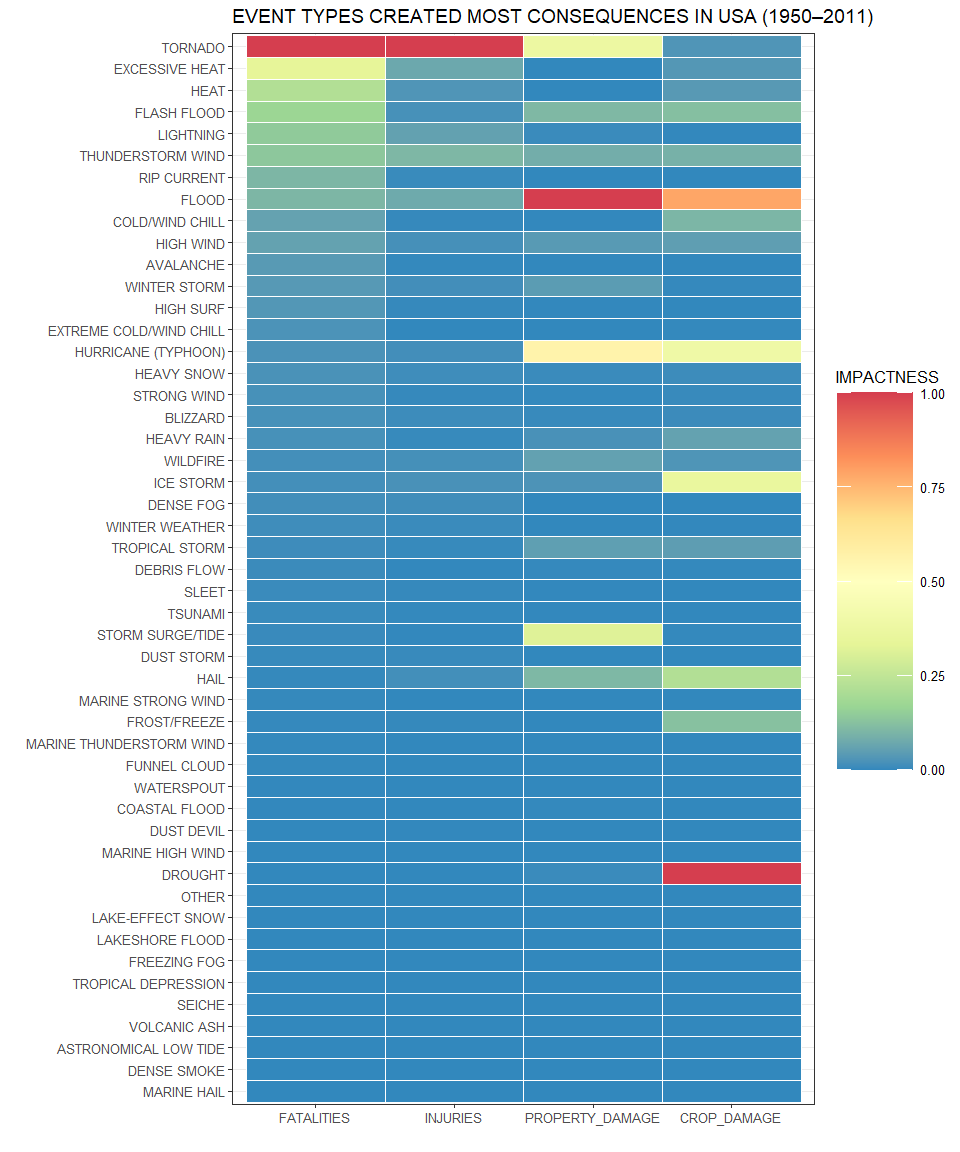 EVENT TYPES CREATED MOST CONSEQUENCES IN USA (1950–2011)
TORNADO
EXCESSIVE HEAT
HEAT
FLASH FLOOD
LIGHTNING
THUNDERSTORM WIND
RIP CURRENT
FLOOD
COLD/WIND CHILL
HIGH WIND
AVALANCHE
WINTER STORM
HIGH SURF
EXTREME COLD/WIND CHILL
HURRICANE (TYPHOON)
HEAVY SNOW
STRONG WIND
BLIZZARD
HEAVY RAIN
WILDFIRE
ICE STORM
DENSE FOG
WINTER WEATHER
TROPICAL STORM
DEBRIS FLOW
SLEET
TSUNAMI
STORM SURGE/TIDE
DUST STORM
HAIL
MARINE STRONG WIND
FROST/FREEZE
MARINE THUNDERSTORM WIND
FUNNEL CLOUD
WATERSPOUT
COASTAL FLOOD
DUST DEVIL
MARINE HIGH WIND
DROUGHT
OTHER
LAKE-EFFECT SNOW
LAKESHORE FLOOD
FREEZING FOG
TROPICAL DEPRESSION
SEICHE
VOLCANIC ASH
ASTRONOMICAL LOW TIDE
DENSE SMOKE
MARINE HAIL
FATALITIES INJURIES PROPERTY_DAMAGE CROP_DAMAGE
IMPACTNESS
1.00
0.75
0.50
0.25
0.00